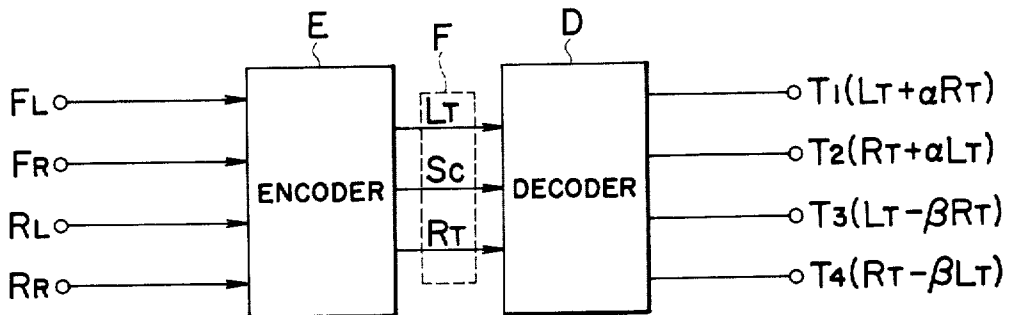 E
F
D
FL
FR
RL
RR
ENCODER
LT
SC
RT
DECODER
T1(LT+αRT)
T2(RT+αLT)
T3(LT-βRT)
T4(RT-βLT)